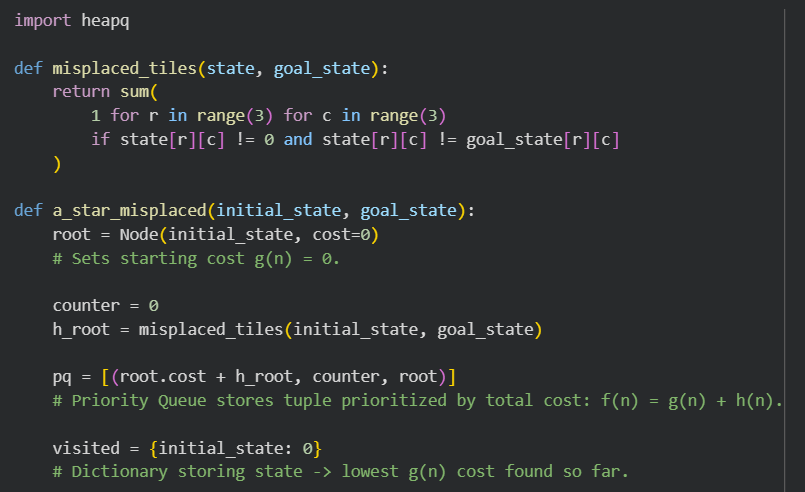 import heapq
def misplaced_tiles(state, goal_state):
    return sum(
        1 for r in range(3) for c in range(3)
        if state[r][c] != 0 and state[r][c] != goal_state[r][c]
    )
def a_star_misplaced(initial_state, goal_state):
    root = Node(initial_state, cost=0)
    # Sets starting cost g(n) = 0.
    counter = 0
    h_root = misplaced_tiles(initial_state, goal_state)
    pq = [(root.cost + h_root, counter, root)]
    # Priority Queue stores tuple prioritized by total cost: f(n) = g(n) + h(n).
    visited = {initial_state: 0}
    # Dictionary storing state -> lowest g(n) cost found so far.